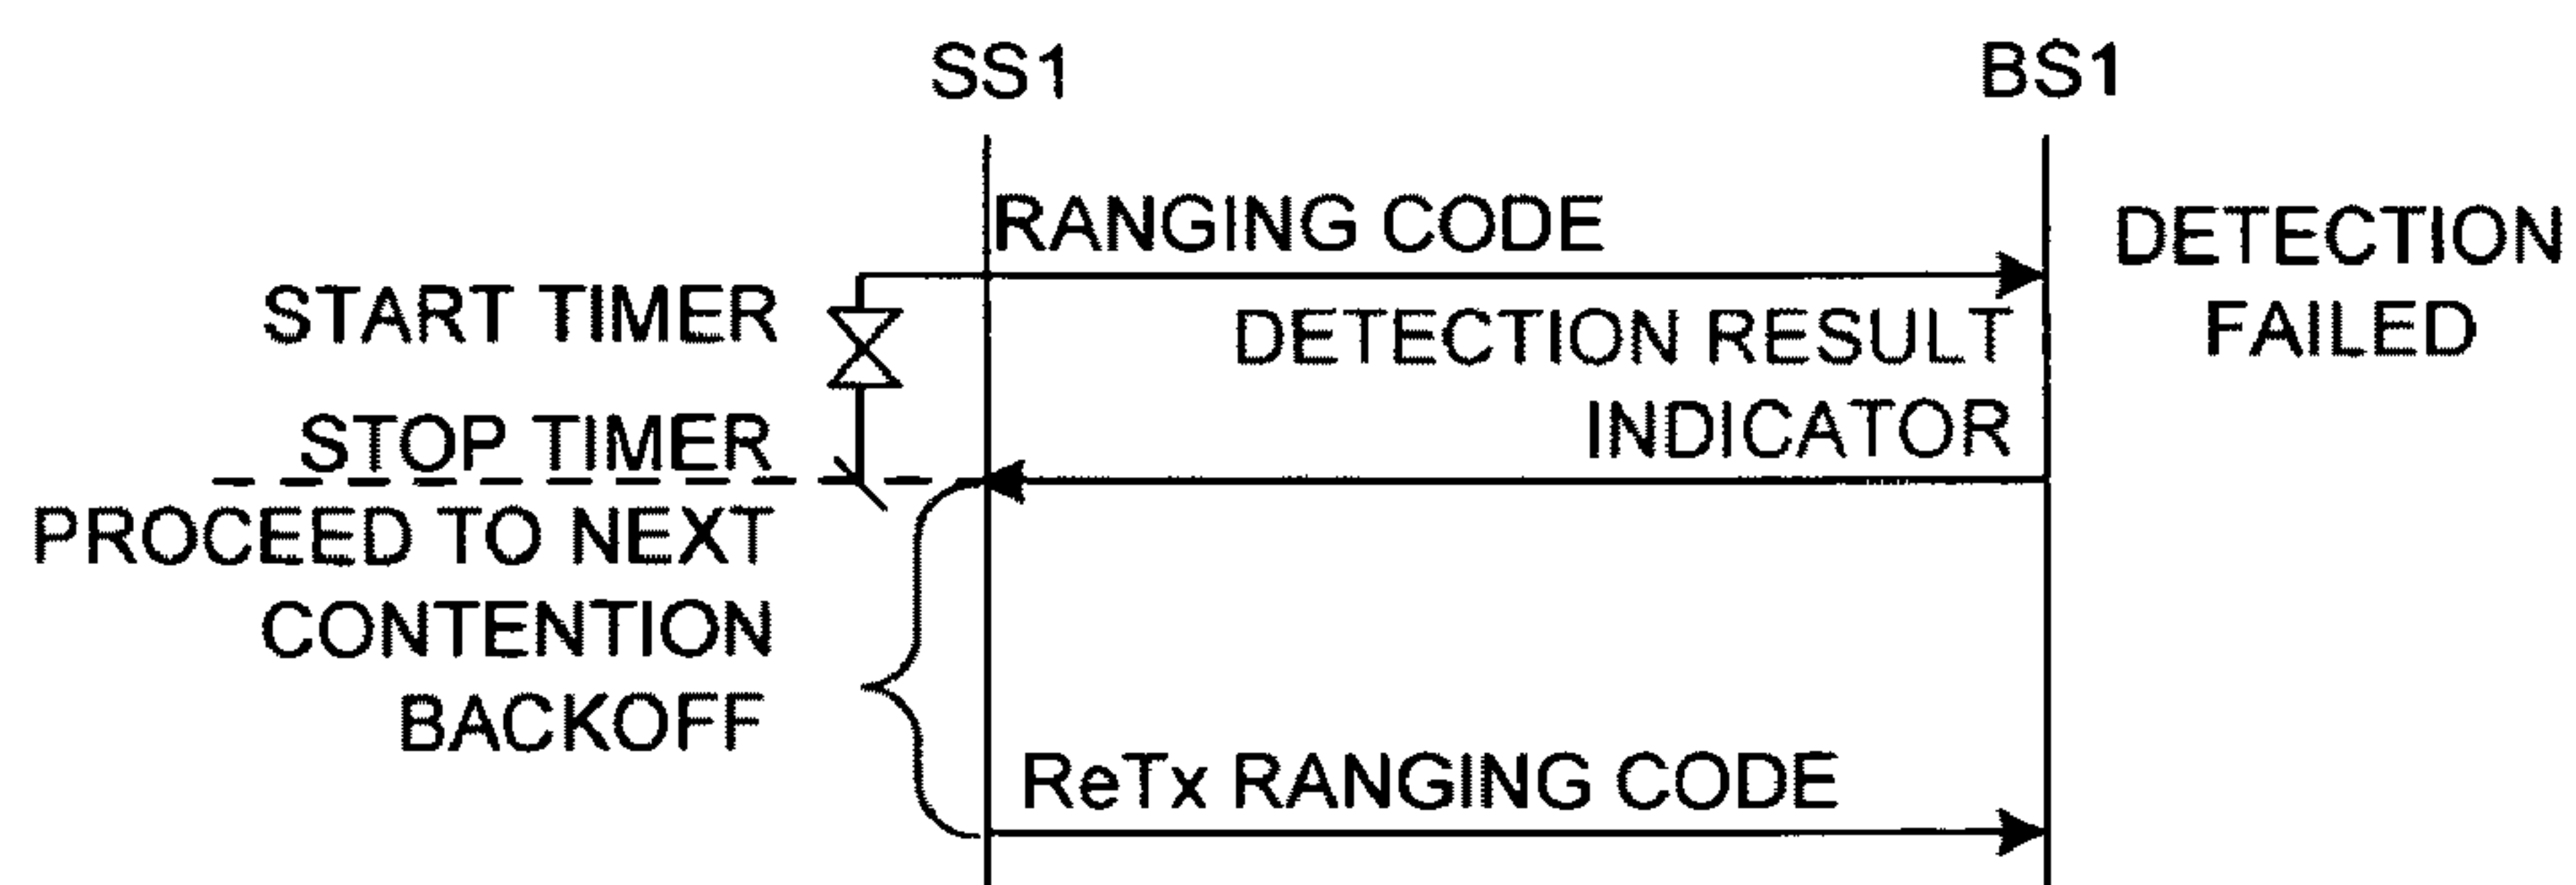 SS1
BS1
RANGING CODE
DETECTION
FAILED
START TIMER
DETECTION RESULT
INDICATOR
STOP TIMER
PROCEED TO NEXT
CONTENTION
BACKOFF
ReTx RANGING CODE